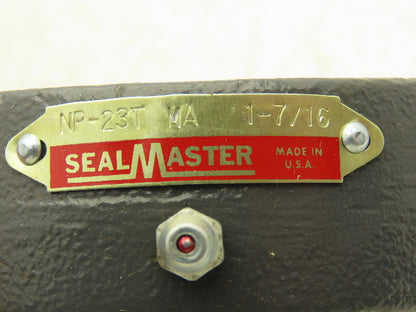 NP-23T MA 1-7/16
SEALMASTER MADE IN
U.S.A.